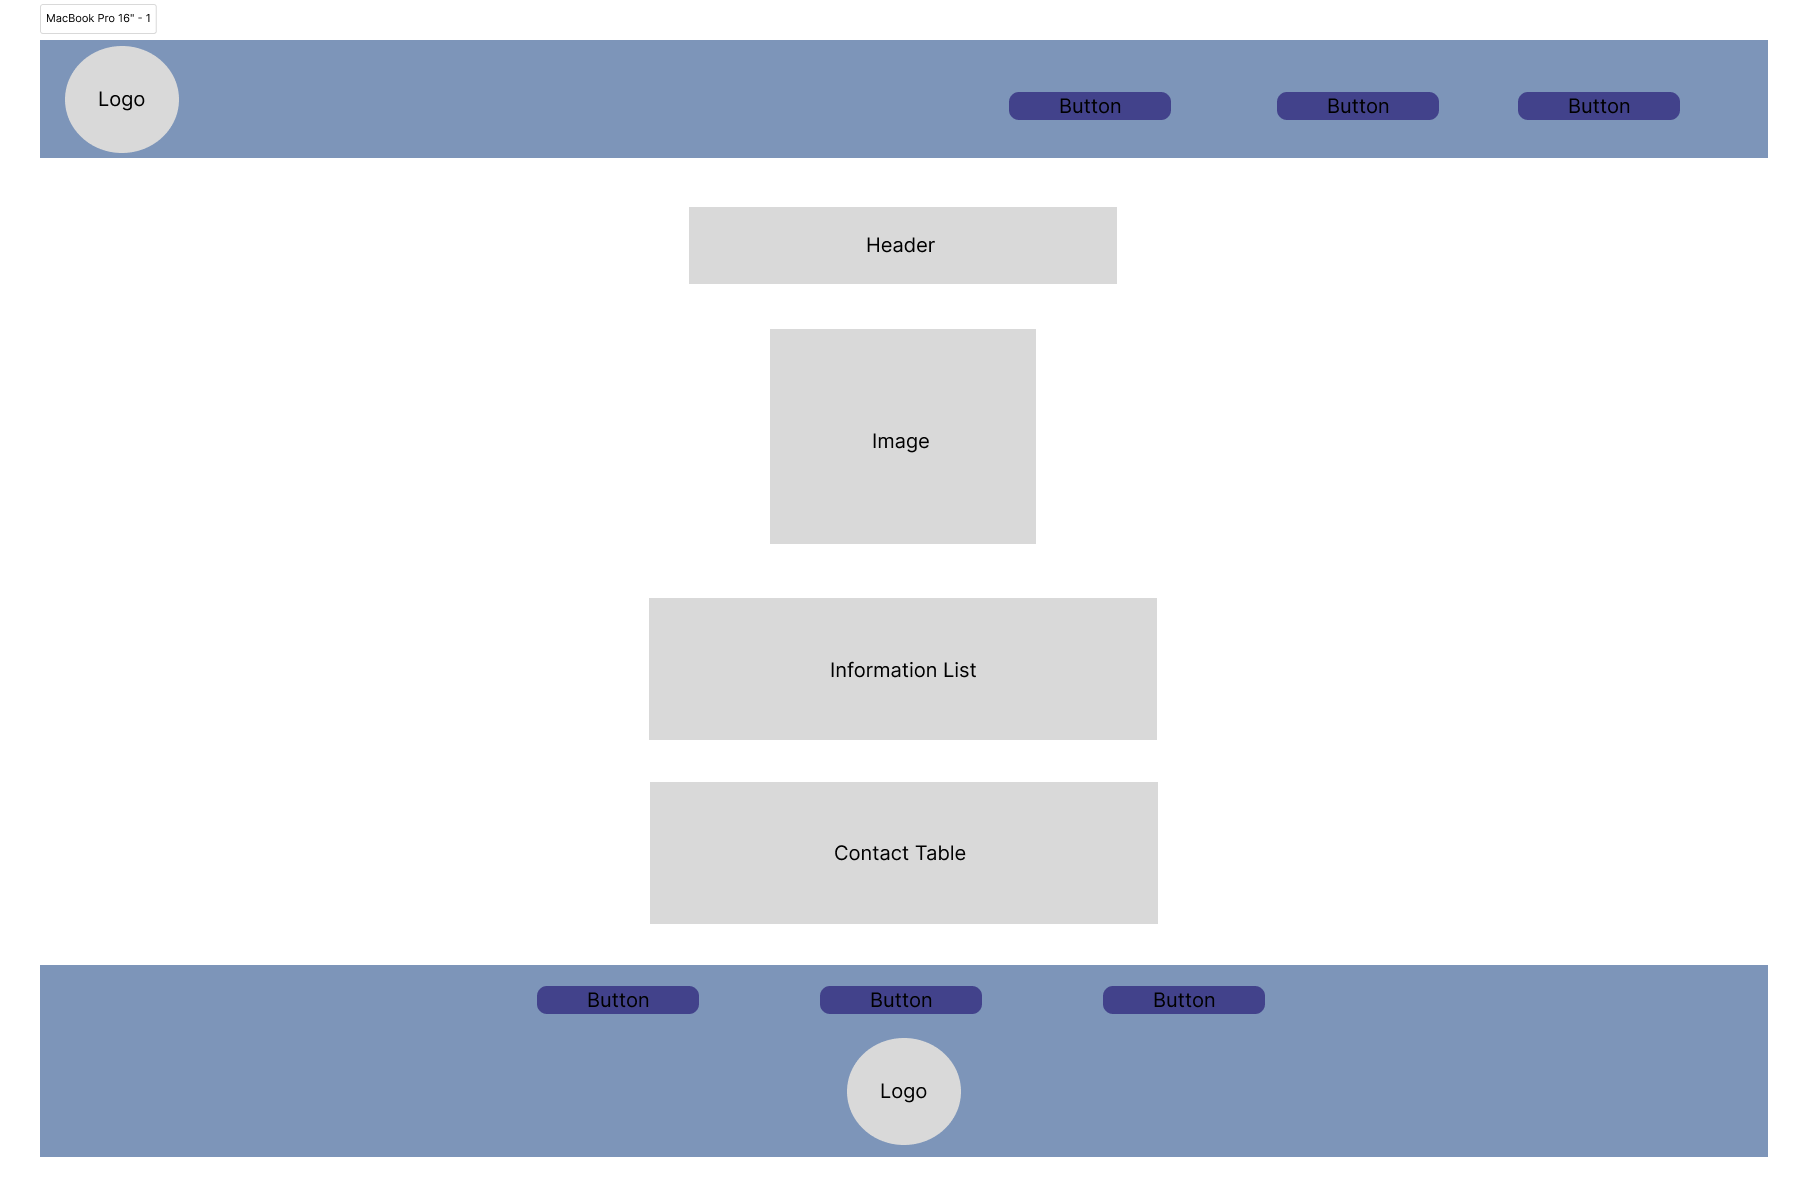 MacBook Pro 16" - 1
Logo
Button
Button
Button
Header
Image
Information List
Contact Table
Button
Button
Button
Logo